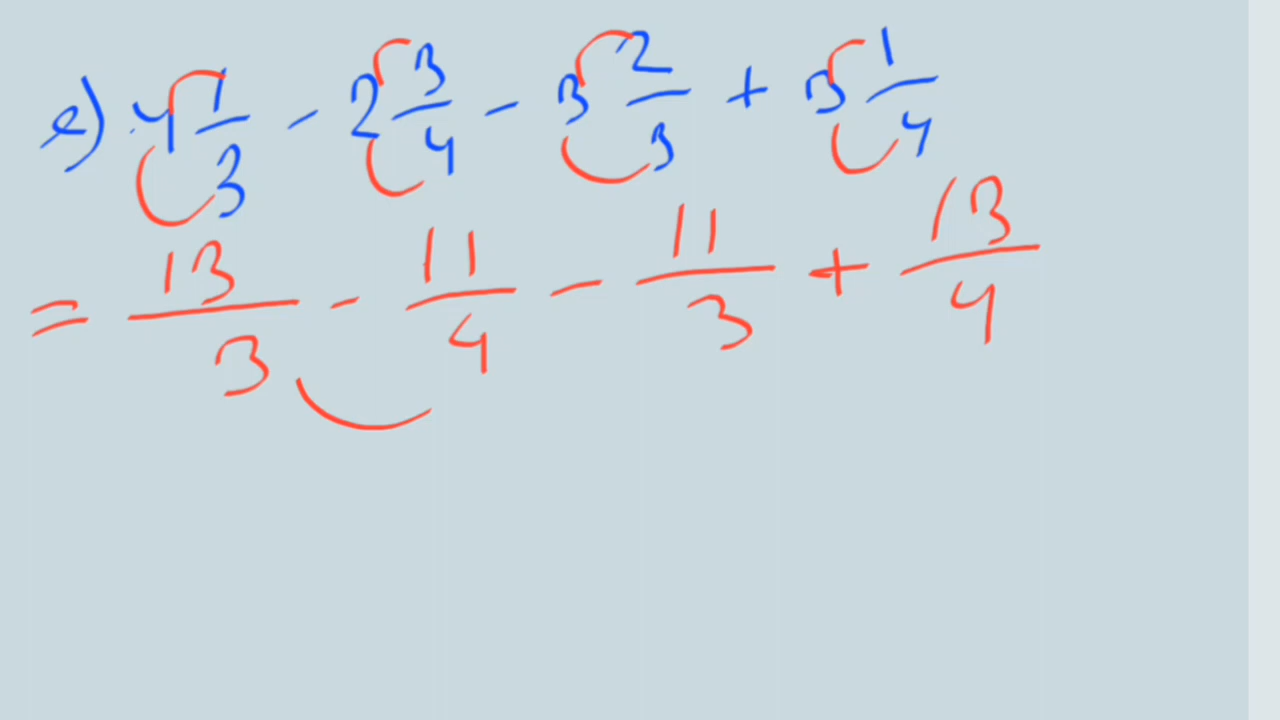 e) 4 1/3 - 2 3/4 - 3 2/3 + 3 1/4
= 13/3 - 11/4 - 11/3 + 13/4